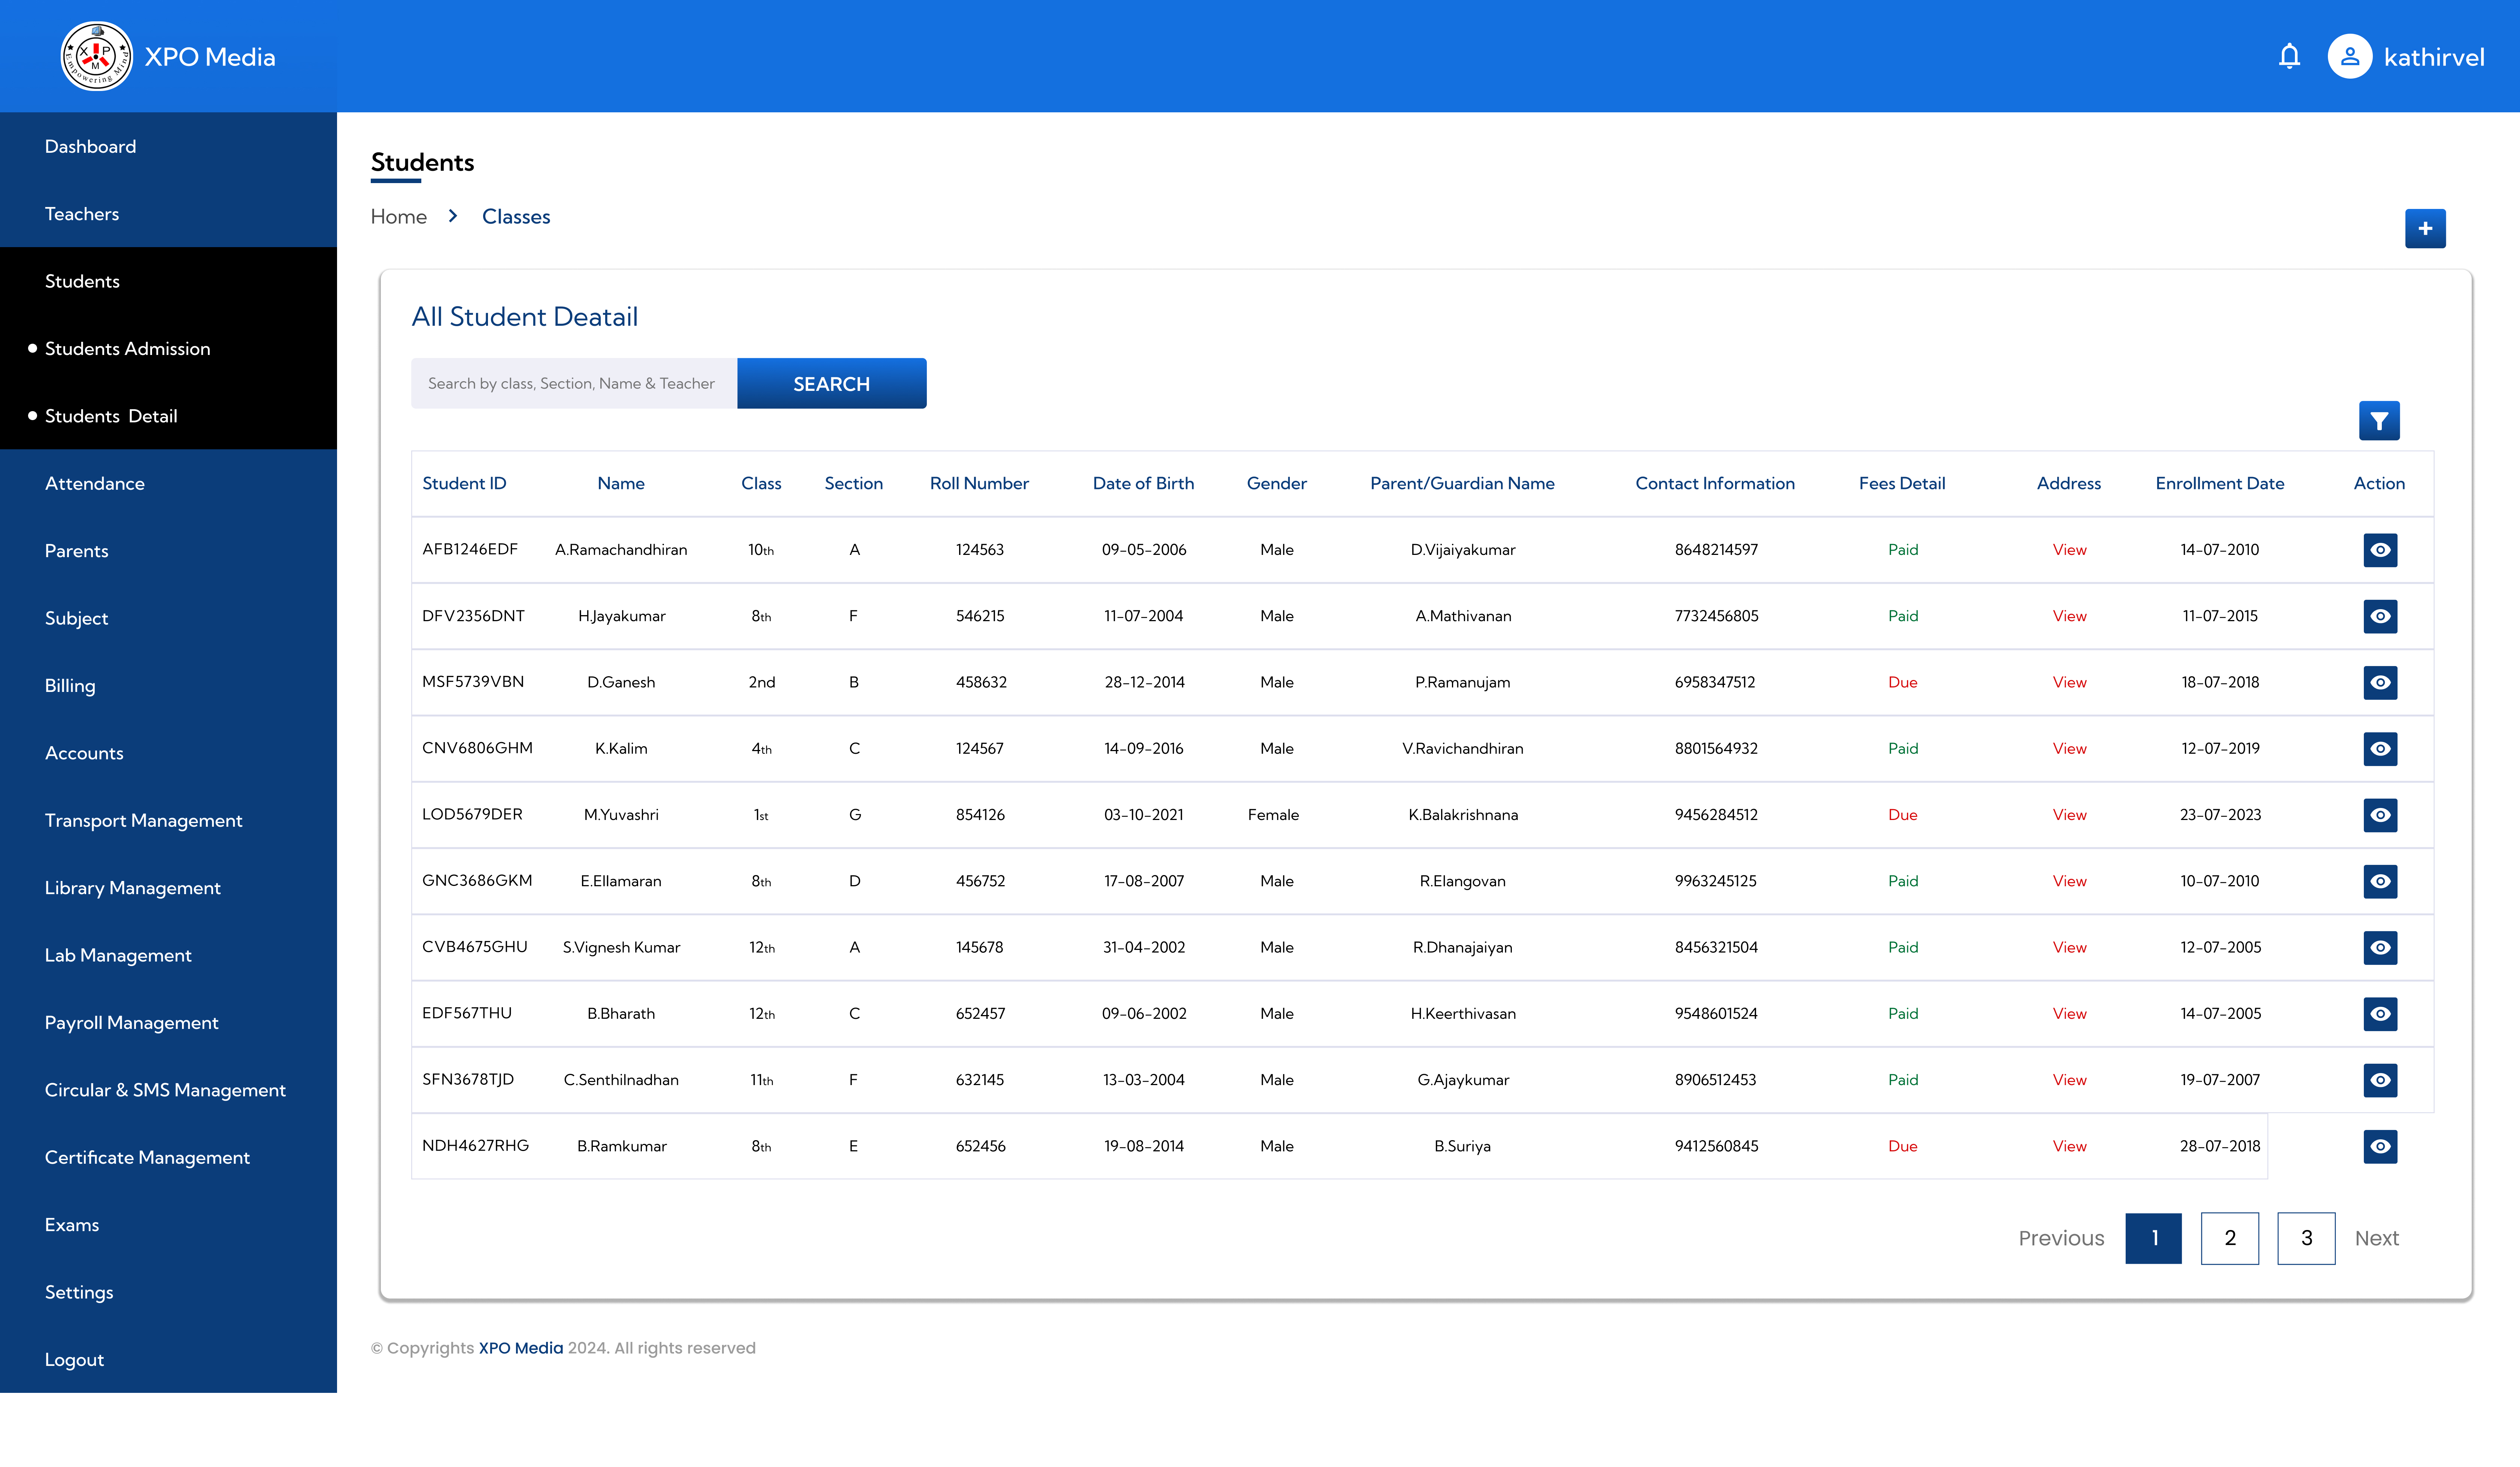 XPO Media
kathirvel
X P M
Empowering Minds
Dashboard
Teachers
Students
Students Admission
Students  Detail
Attendance
Parents
Subject
Billing
Accounts
Transport Management
Library Management
Lab Management
Payroll Management
Circular & SMS Management
Certificate Management
Exams
Settings
Logout
Students
Home > Classes
+
All Student Deatail
Search by class, Section, Name & Teacher SEARCH
Student ID Name Class Section Roll Number Date of Birth Gender Parent/Guardian Name Contact Information Fees Detail Address Enrollment Date Action
AFB1246EDF A.Ramachandhiran 10th A 124563 09-05-2006 Male D.Vijaiyakumar 8648214597 Paid View 14-07-2010
DFV2356DNT H.Jayakumar 8th F 546215 11-07-2004 Male A.Mathivanan 7732456805 Paid View 11-07-2015
MSF5739VBN D.Ganesh 2nd B 458632 28-12-2014 Male P.Ramanujam 6958347512 Due View 18-07-2018
CNV6806GHM K.Kalim 4th C 124567 14-09-2016 Male V.Ravichandhiran 8801564932 Paid View 12-07-2019
LOD5679DER M.Yuvashri 1st G 854126 03-10-2021 Female K.Balakrishnana 9456284512 Due View 23-07-2023
GNC3686GKM E.Ellamaran 8th D 456752 17-08-2007 Male R.Elangovan 9963245125 Paid View 10-07-2010
CVB4675GHU S.Vignesh Kumar 12th A 145678 31-04-2002 Male R.Dhanajaiyan 8456321504 Paid View 12-07-2005
EDF567THU B.Bharath 12th C 652457 09-06-2002 Male H.Keerthivasan 9548601524 Paid View 14-07-2005
SFN3678TJD C.Senthilnadhan 11th F 632145 13-03-2004 Male G.Ajaykumar 8906512453 Paid View 19-07-2007
NDH4627RHG B.Ramkumar 8th E 652456 19-08-2014 Male B.Suriya 9412560845 Due View 28-07-2018
Previous 1 2 3 Next
© Copyrights XPO Media 2024. All rights reserved